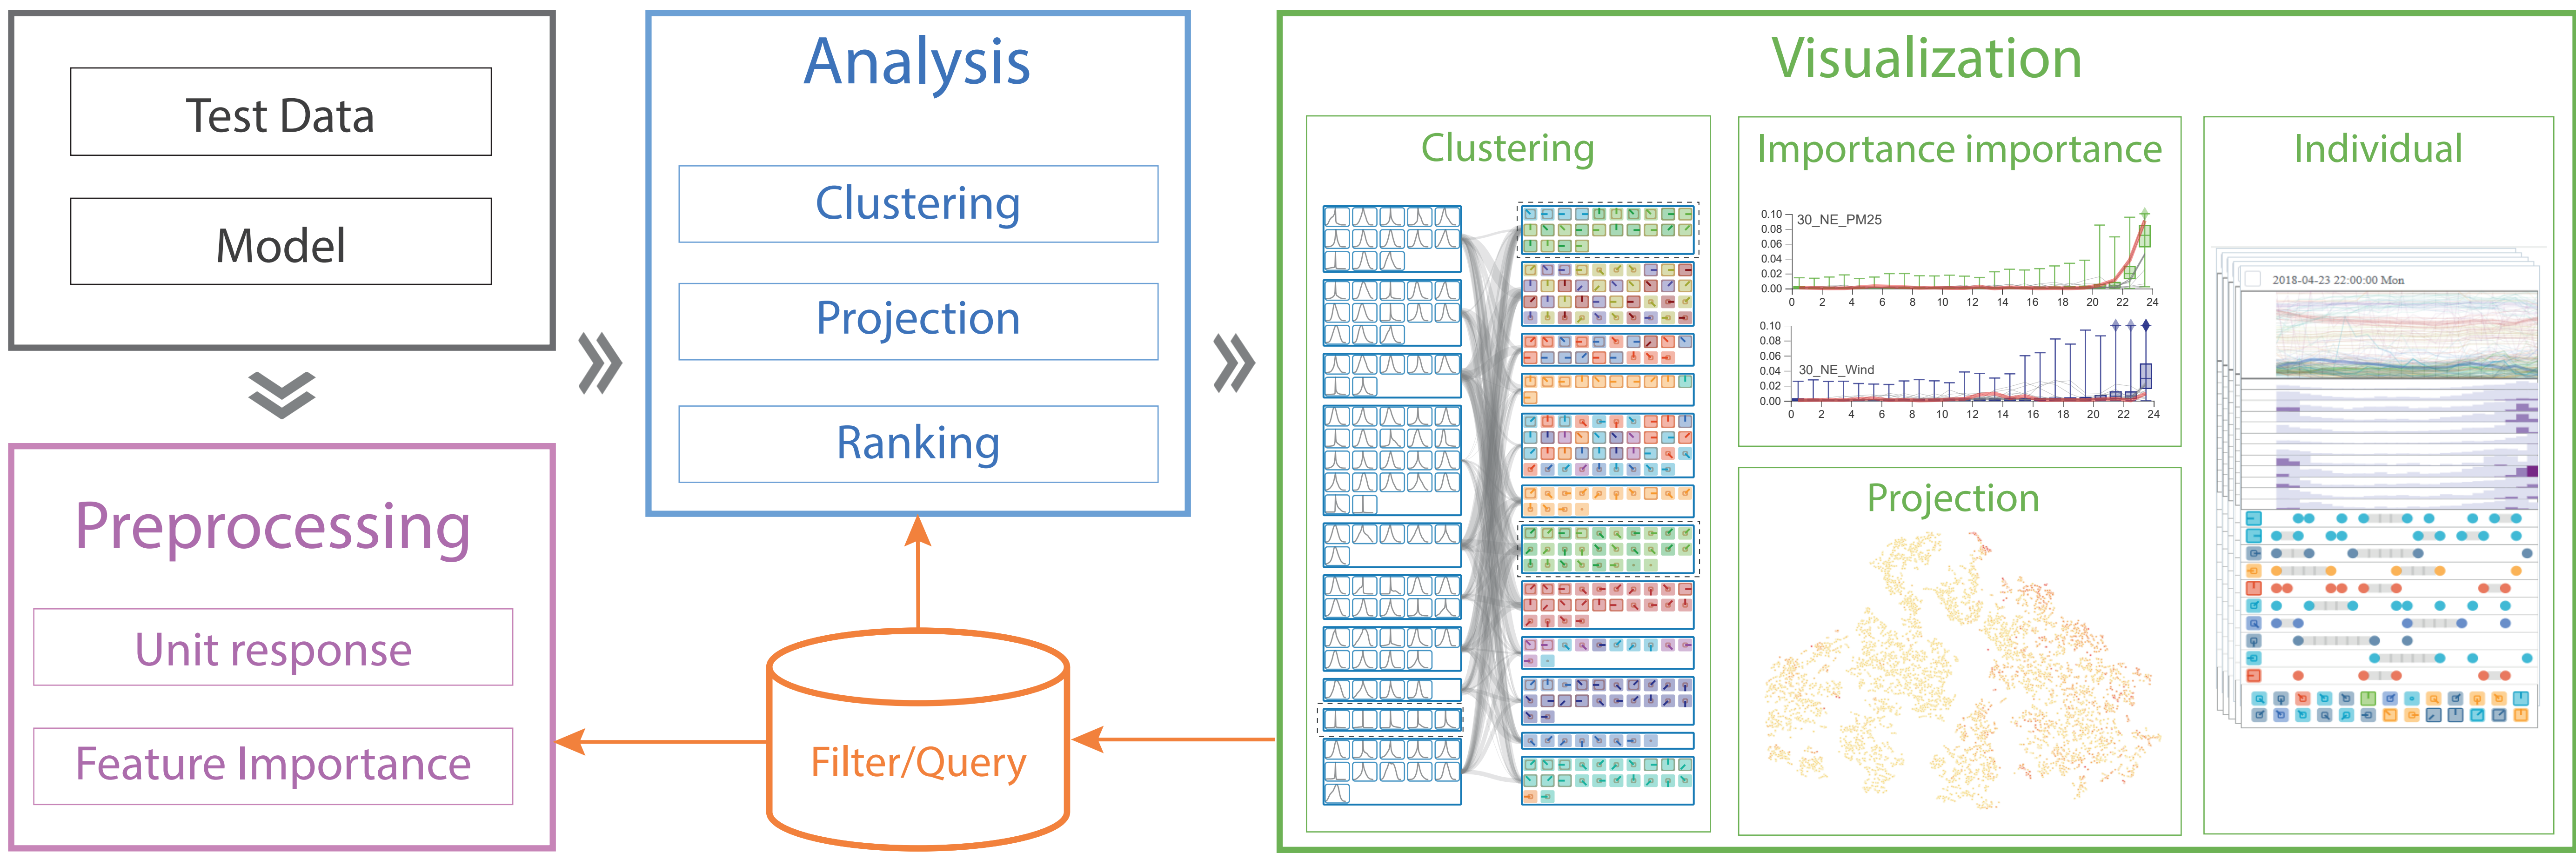 Test Data
Model
Preprocessing
Unit response
Feature Importance
Analysis
Clustering
Projection
Ranking
Filter/Query
Visualization
Clustering
Importance importance
30_NE_PM25
0.10
0.08
0.06
0.04
0.02
0.00
0 2 4 6 8 10 12 14 16 18 20 22 24
30_NE_Wind
0.10
0.08
0.06
0.04
0.02
0.00
0 2 4 6 8 10 12 14 16 18 20 22 24
Projection
Individual
2018-04-23 22:00:00 Mon